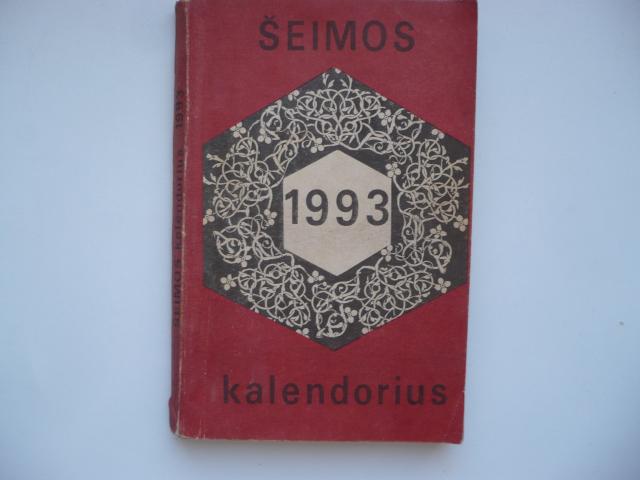 ŠEIMOS
1993
kalendorius
ŠEIMOS kalendorius 1993